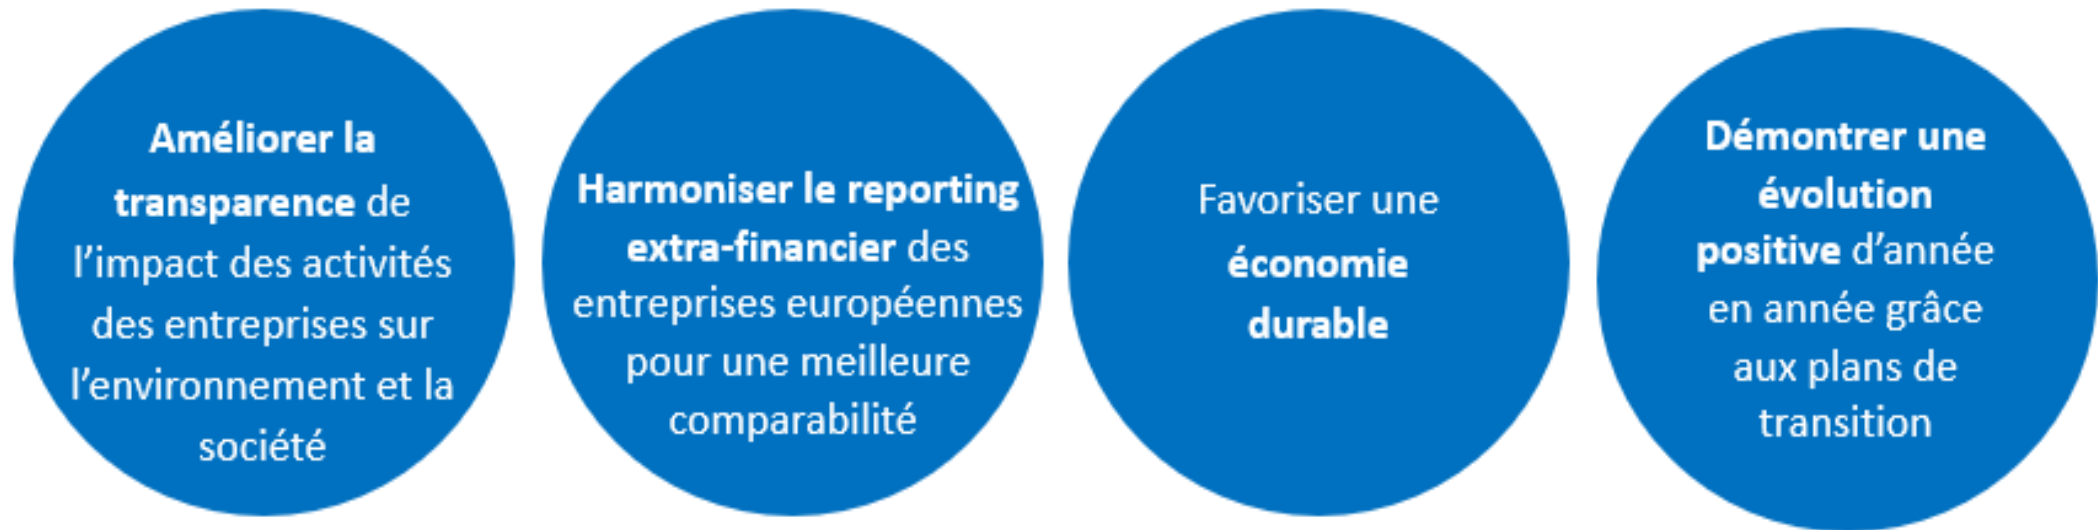 Améliorer la
transparence de
l’impact des activités
des entreprises sur
l’environnement et la
société
Harmoniser le reporting
extra-financier des
entreprises européennes
pour une meilleure
comparabilité
Favoriser une
économie
durable
Démontrer une
évolution
positive d’année
en année grâce
aux plans de
transition